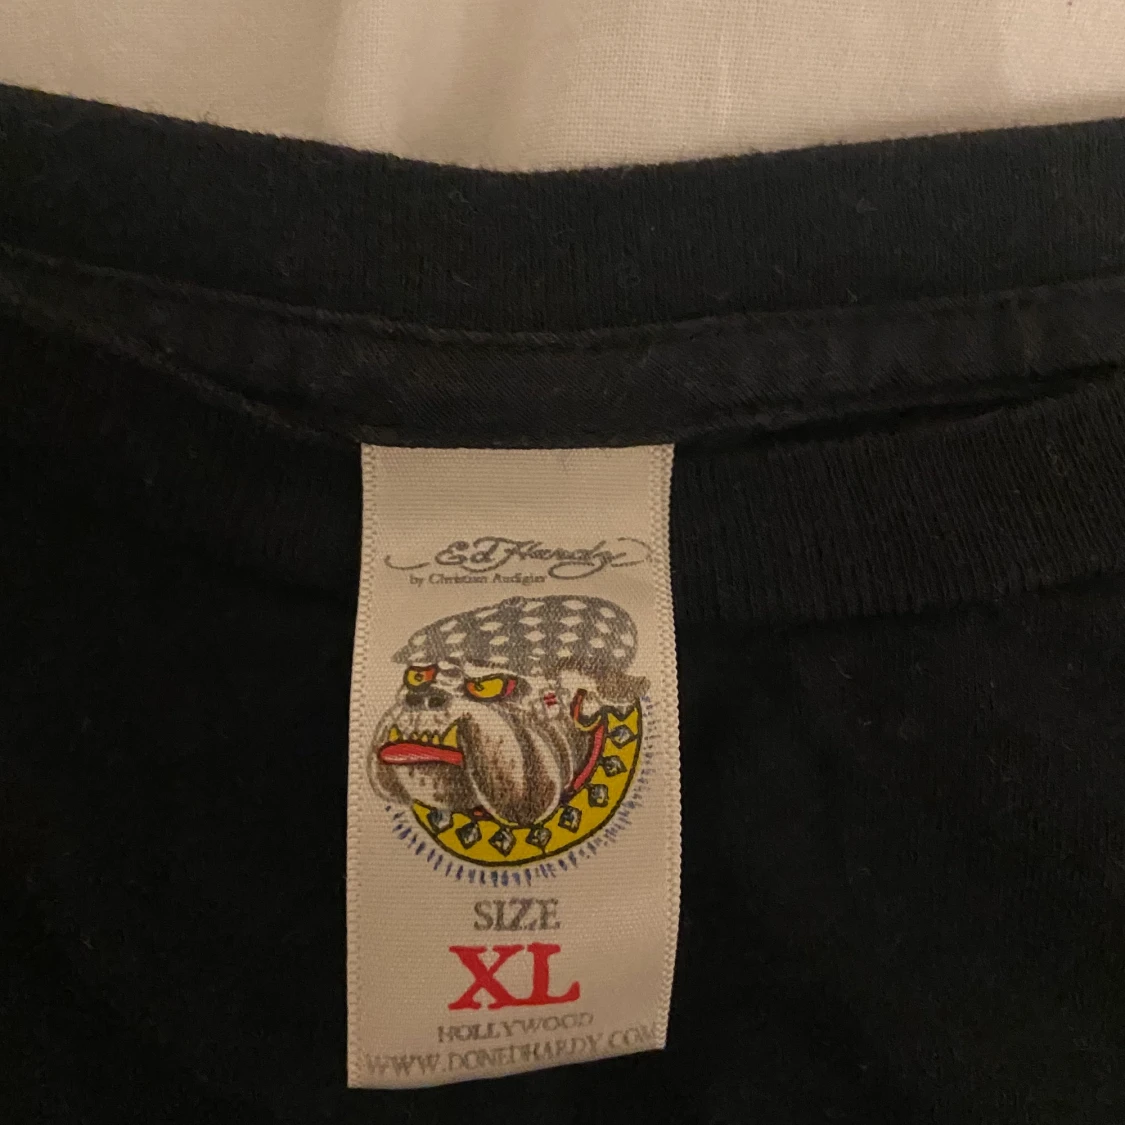 Ed Hardy
by Christian Audigier
SIZE
XL
HOLLYWOOD
WWW.DONEDHARDY.COM